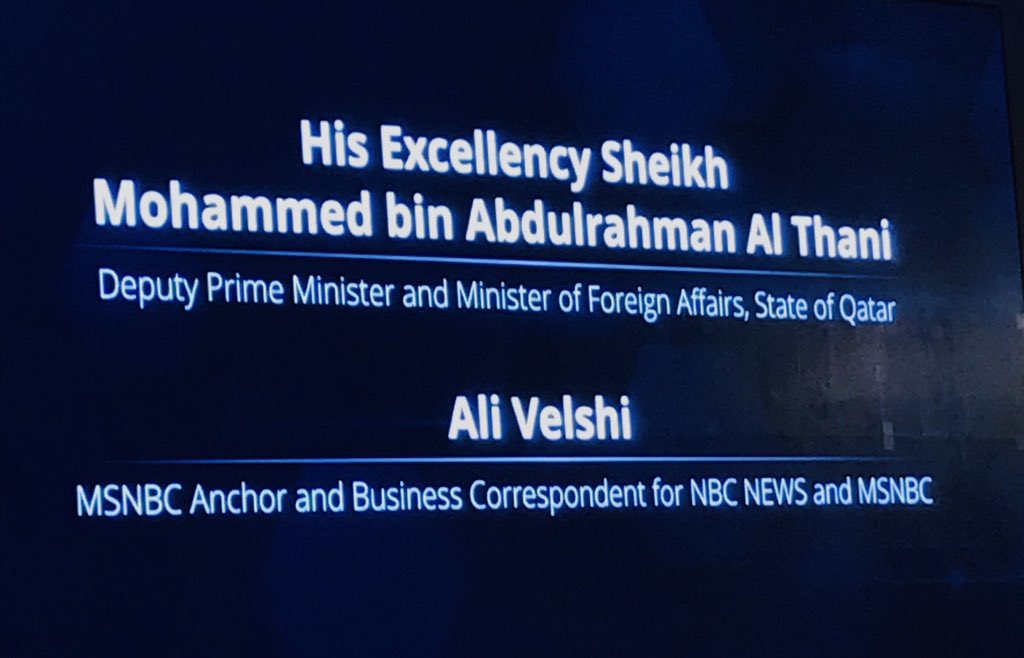 His Excellency Sheikh
Mohammed bin Abdulrahman Al Thani
Deputy Prime Minister and Minister of Foreign Affairs, State of Qatar
Ali Velshi
MSNBC Anchor and Business Correspondent for NBC NEWS and MSNBC